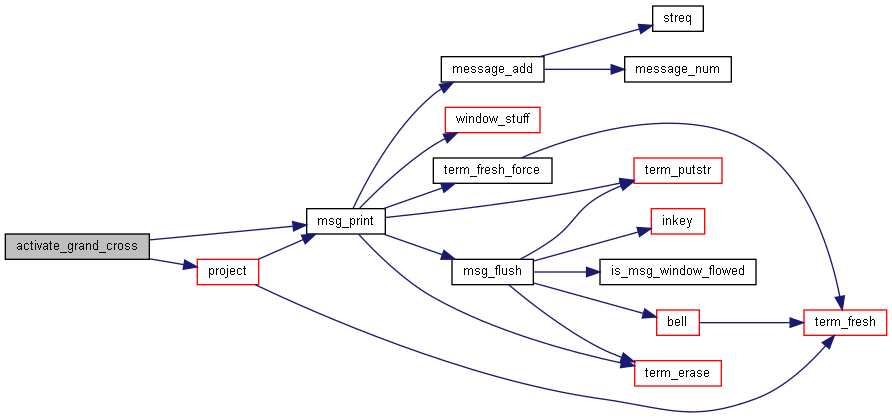 streq
message_add
message_num
window_stuff
term_fresh_force
term_putstr
msg_print
inkey
activate_grand_cross
project
msg_flush
is_msg_window_flowed
bell
term_fresh
term_erase